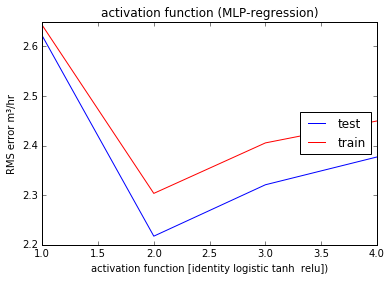 activation function (MLP-regression)
RMS error m³/hr
2.6
2.5
2.4
2.3
2.2
test
train
1.0 1.5 2.0 2.5 3.0 3.5 4.0
activation function [identity logistic tanh  relu])